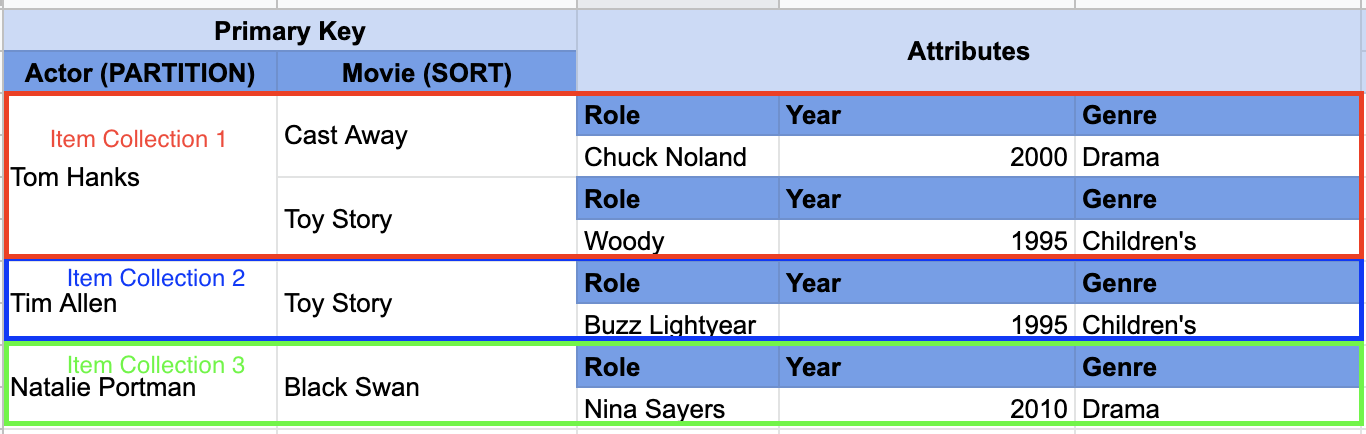 Primary Key
Attributes
Actor (PARTITION) Movie (SORT)
Role Year Genre
Item Collection 1
Cast Away
Chuck Noland 2000 Drama
Tom Hanks
Role Year Genre
Toy Story
Woody 1995 Children's
Item Collection 2
Role Year Genre
Tim Allen
Toy Story
Buzz Lightyear 1995 Children's
Item Collection 3
Role Year Genre
Natalie Portman
Black Swan
Nina Sayers 2010 Drama